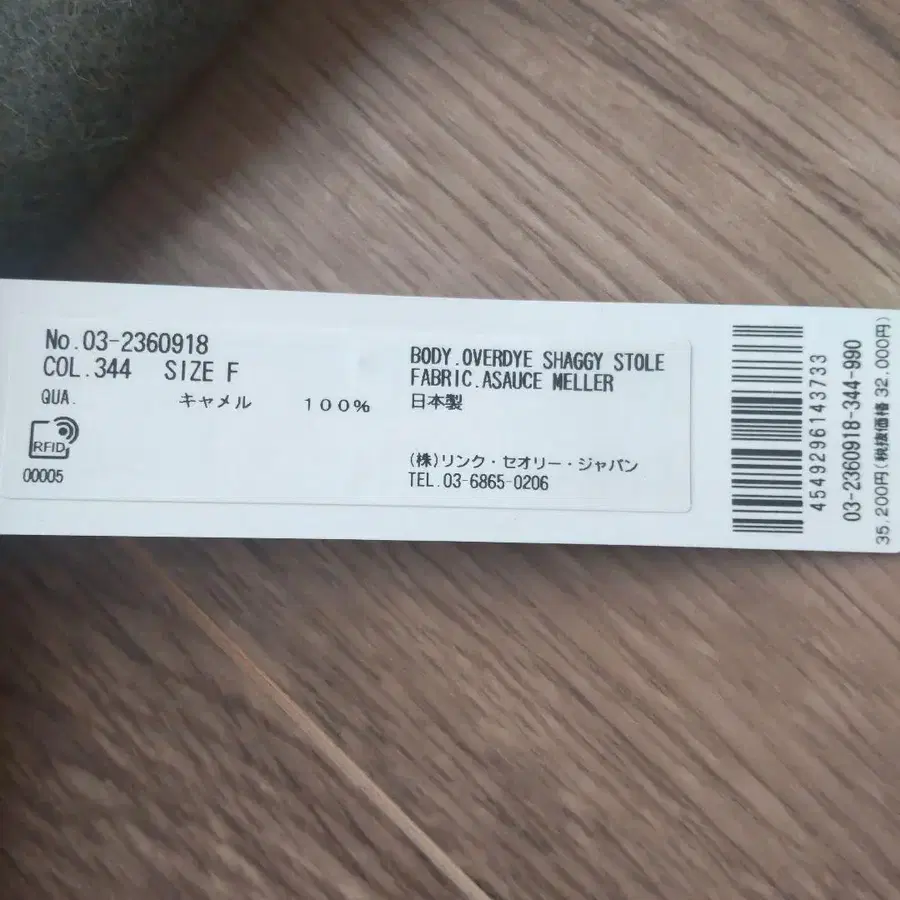 No.03-2360918
COL.344 SIZE F
QUA. キャメル 100%
RFID
00005
BODY.OVERDYE SHAGGY STOLE
FABRIC.ASAUCE MELLER
日本製
(株)リンク・セオリー・ジャパン
TEL.03-6865-0206
4549296143733
03-2360918-344-990
35,200円(税抜価格 32,000円)